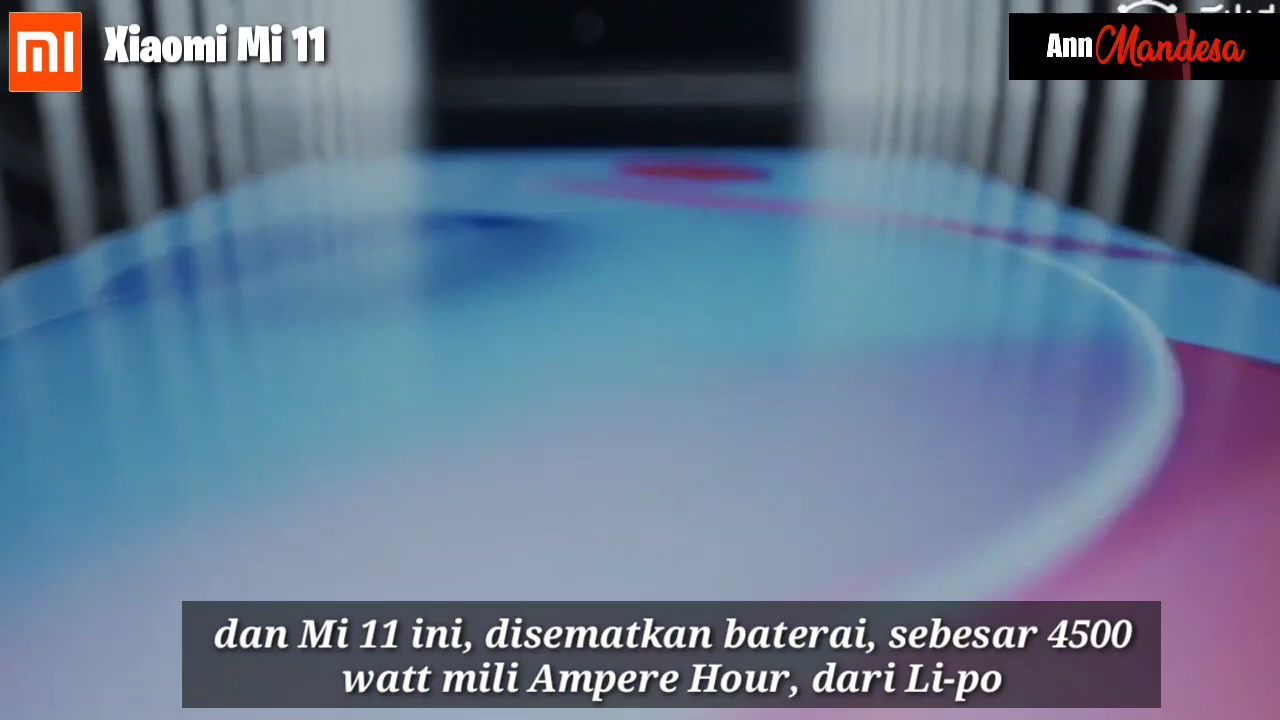 mi
Xiaomi Mi 11
Ann Mandesa
dan Mi 11 ini, disematkan baterai, sebesar 4500
watt mili Ampere Hour, dari Li-po